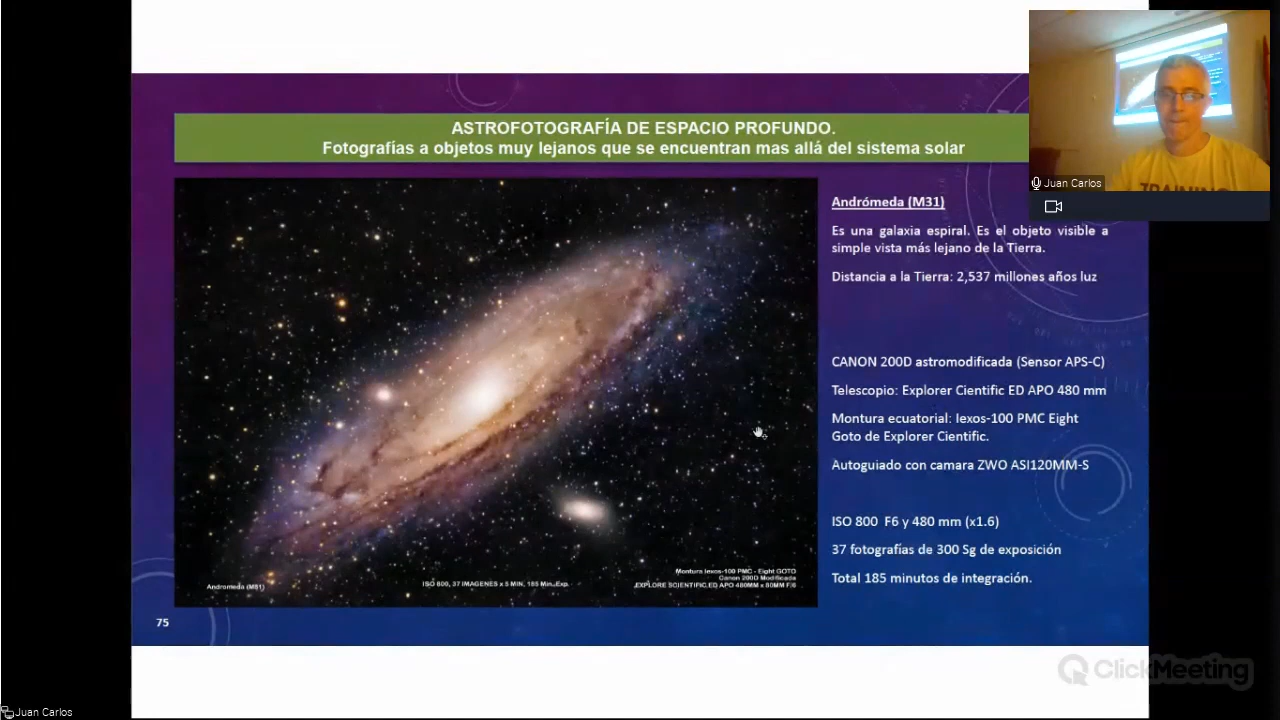 ASTROFOTOGRAFÍA DE ESPACIO PROFUNDO.
Fotografías a objetos muy lejanos que se encuentran mas allá del sistema solar
Juan Carlos
TRAINING
Andrómeda (M31)
Es una galaxia espiral. Es el objeto visible a
simple vista más lejano de la Tierra.
Distancia a la Tierra: 2,537 millones años luz
CANON 200D astromodificada (Sensor APS-C)
Telescopio: Explorer Cientific ED APO 480 mm
Montura ecuatorial: Iexos-100 PMC Eight
Goto de Explorer Cientific.
Autoguiado con camara ZWO ASI120MM-S
ISO 800 F6 y 480 mm (x1.6)
37 fotografías de 300 Sg de exposición
Total 185 minutos de integración.
Andromeda (M31)
ISO 800, 37 IMAGENES x 5 MIN, 185 Min. Exp.
Montura Iexos-100 PMC - Eight GOTO
Canon 200D Modificada
EXPLORE SCIENTIFIC ED APO 480MM x 80MM F/6
75
ClickMeeting
Juan Carlos